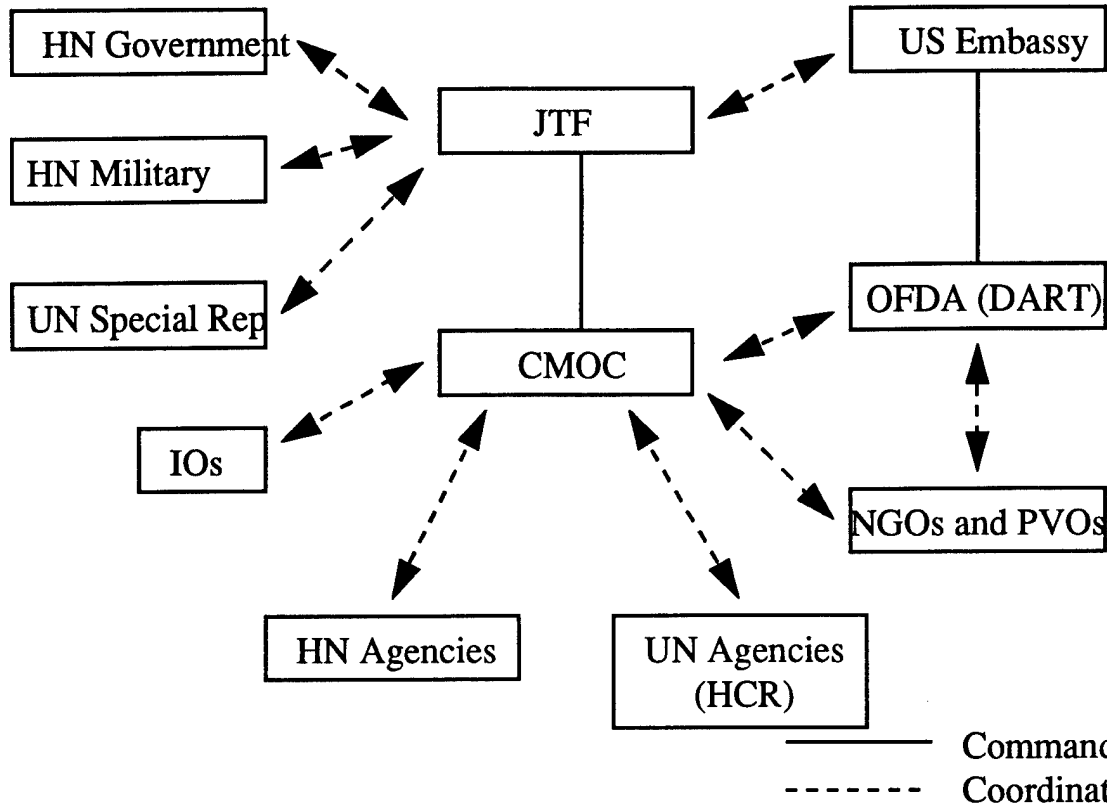 HN Government
US Embassy
JTF
HN Military
OFDA (DART)
UN Special Rep
CMOC
IOs
NGOs and PVOs
HN Agencies
UN Agencies
(HCR)
Command
Coordinat